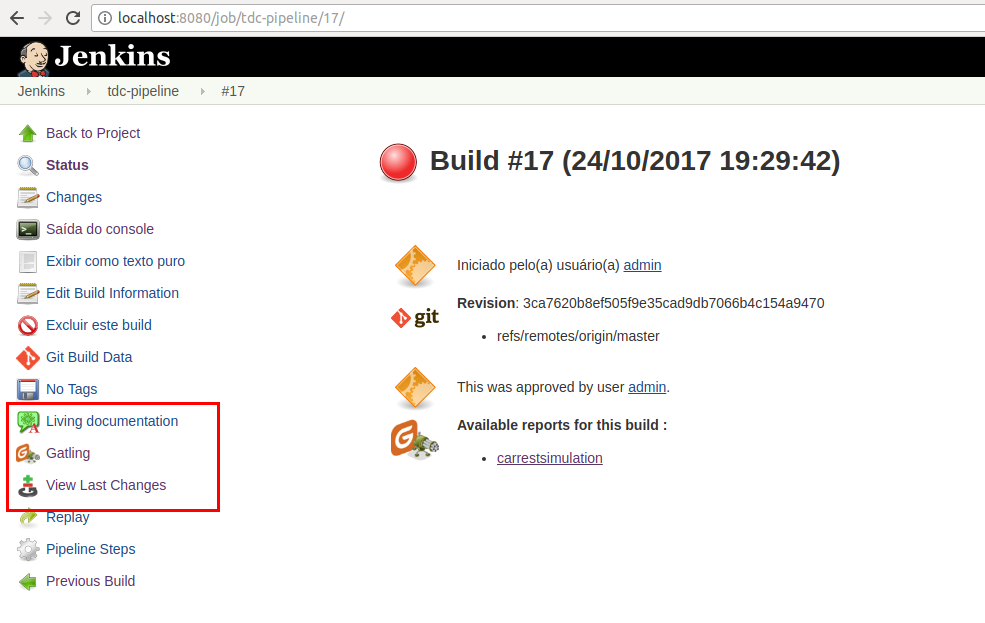 localhost:8080/job/tdc-pipeline/17/
Jenkins
Jenkins tdc-pipeline #17
Back to Project
Status
Changes
Saída do console
Exibir como texto puro
Edit Build Information
Excluir este build
Git Build Data
No Tags
Living documentation
Gatling
View Last Changes
Replay
Pipeline Steps
Previous Build
Build #17 (24/10/2017 19:29:42)
Iniciado pelo(a) usuário(a) admin
git
Revision: 3ca7620b8ef505f9e35cad9db7066b4c154a9470
refs/remotes/origin/master
This was approved by user admin.
Available reports for this build :
carrestsimulation